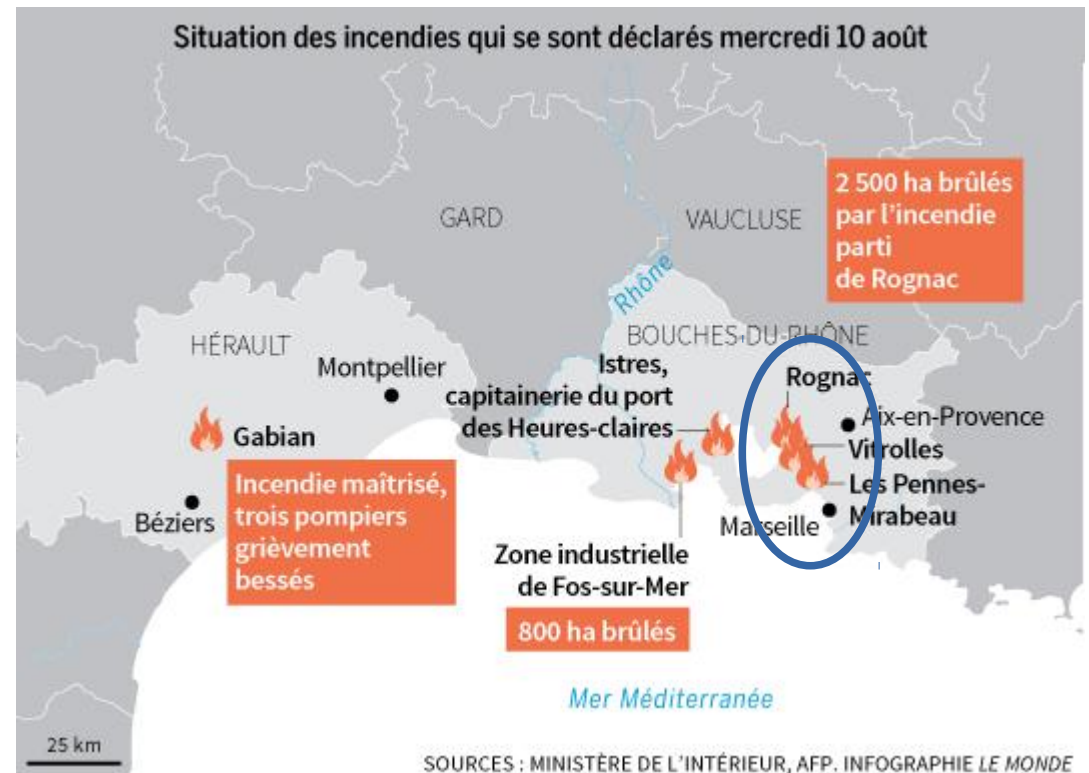 Situation des incendies qui se sont déclarés mercredi 10 août
2 500 ha brûlés
par l'incendie
parti
de Rognac
GARD
VAUCLUSE
Rhône
BOUCHES-DU-RHÔNE
HÉRAULT
Montpellier
Istres,
capitainerie du port
des Heures-claires
Rognac
Aix-en-Provence
Vitrolles
Les Pennes-
Mirabeau
Marseille
Gabian
Incendie maîtrisé,
trois pompiers
grièvement
bessés
Béziers
Zone industrielle
de Fos-sur-Mer
800 ha brûlés
Mer Méditerranée
25 km
SOURCES : MINISTÈRE DE L'INTÉRIEUR, AFP. INFOGRAPHIE LE MONDE